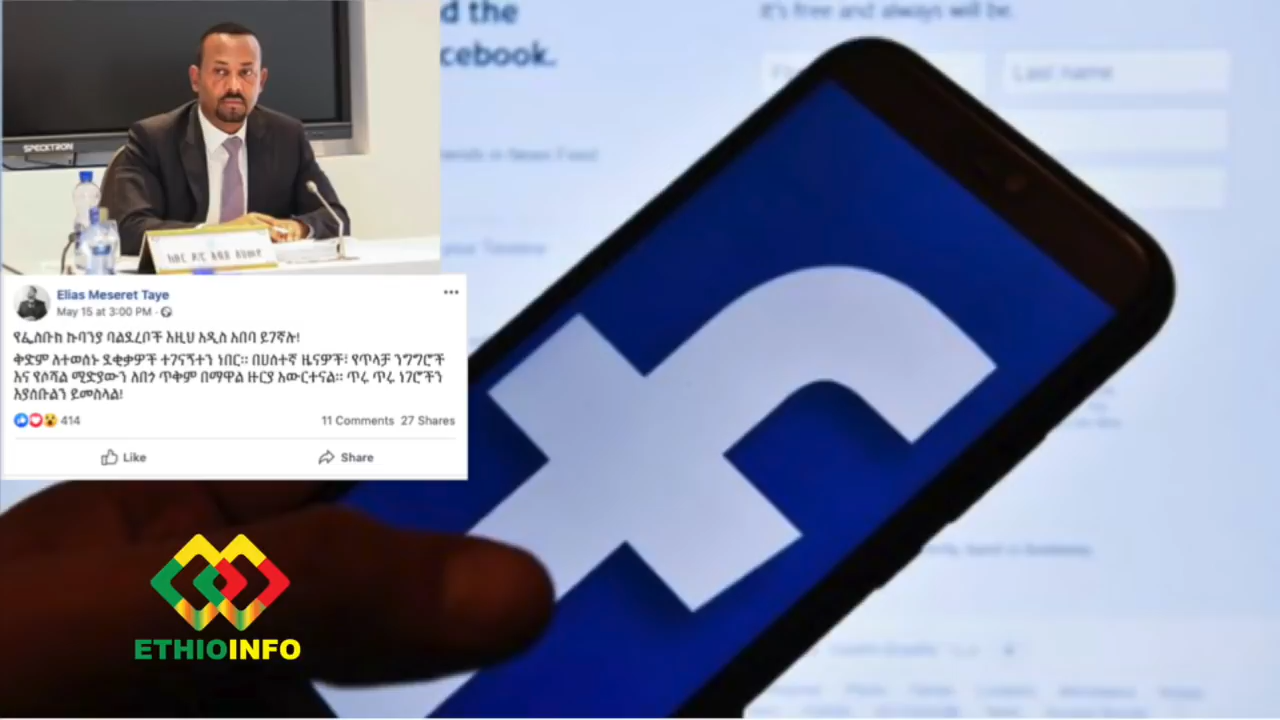 d the
cebook.
It's free and always will be.
Last name
SPECKTRON
Elias Meseret Taye
May 15 at 3:00 PM
የፌስቡክ ኩባንያ ባልደረቦች እዚህ አዲስ አበባ ይገኛሉ!
ቅድም ለተወሰኑ ደቂቃዎች ተገናኝተን ነበር። በሀሰተኛ ዜናዎች፣ የጥላቻ ንግግሮች
እና የሶሻል ሚድያውን ለበጎ ጥቅም በማዋል ዙርያ አውርተናል። ጥሩ ጥሩ ነገሮችን
እያሰቡልን ይመስላል!
414
11 Comments 27 Shares
Like
Share
ETHIOINFO